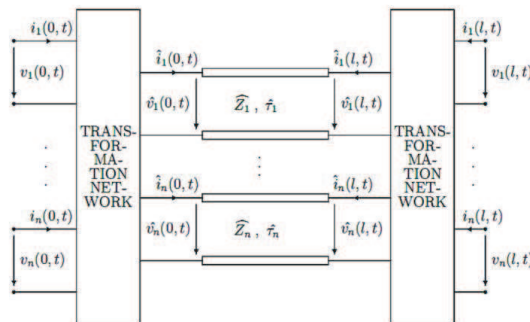 i₁(0,t) î₁(0,t) î₁(l,t) i₁(l,t)
v₁(0,t) v̂₁(0,t) Ẑ₁ , τ̂₁ v̂₁(l,t) v₁(l,t)
TRANS-
FOR-
MA-
TION
NET-
WORK
TRANS-
FOR-
MA-
TION
NET-
WORK
iₙ(0,t) îₙ(0,t) îₙ(l,t) iₙ(l,t)
vₙ(0,t) v̂ₙ(0,t) Ẑₙ , τ̂ₙ v̂ₙ(l,t) vₙ(l,t)